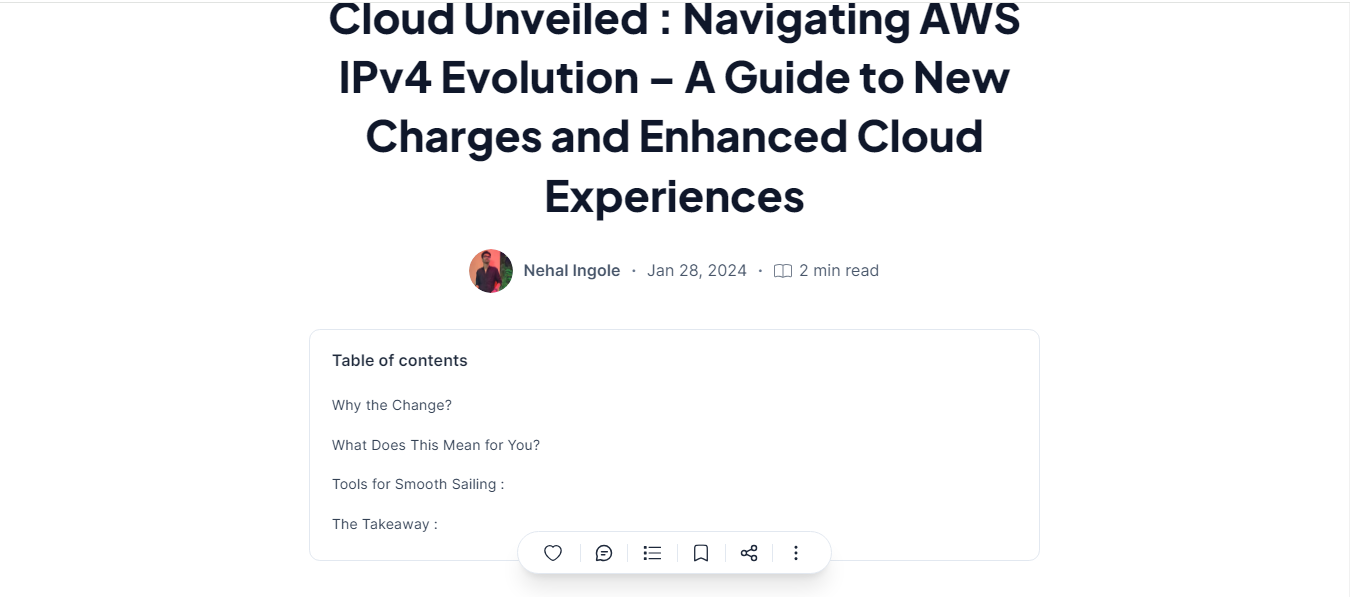 Cloud Unveiled : Navigating AWS
IPv4 Evolution – A Guide to New
Charges and Enhanced Cloud
Experiences
Nehal Ingole · Jan 28, 2024 · 2 min read
Table of contents
Why the Change?
What Does This Mean for You?
Tools for Smooth Sailing :
The Takeaway :